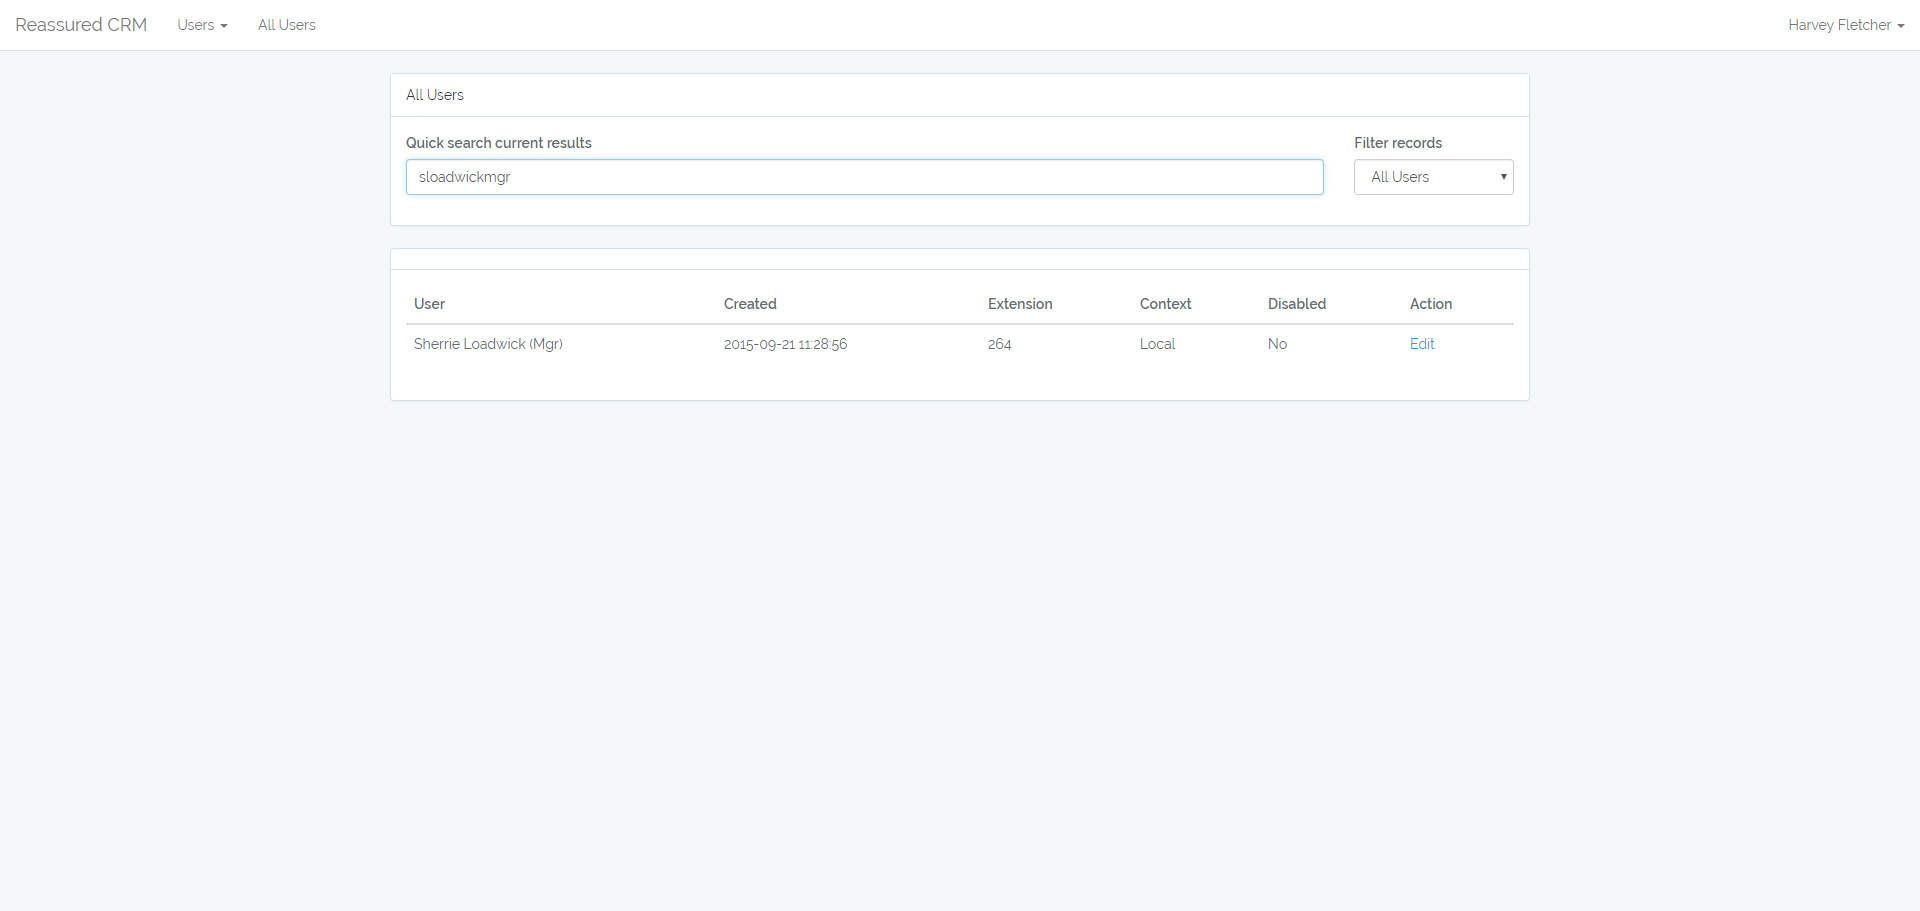 Reassured CRM Users All Users Harvey Fletcher
All Users
Quick search current results Filter records
sloadwickmgr All Users
User Created Extension Context Disabled Action
Sherrie Loadwick (Mgr) 2015-09-21 11:28:56 264 Local No Edit